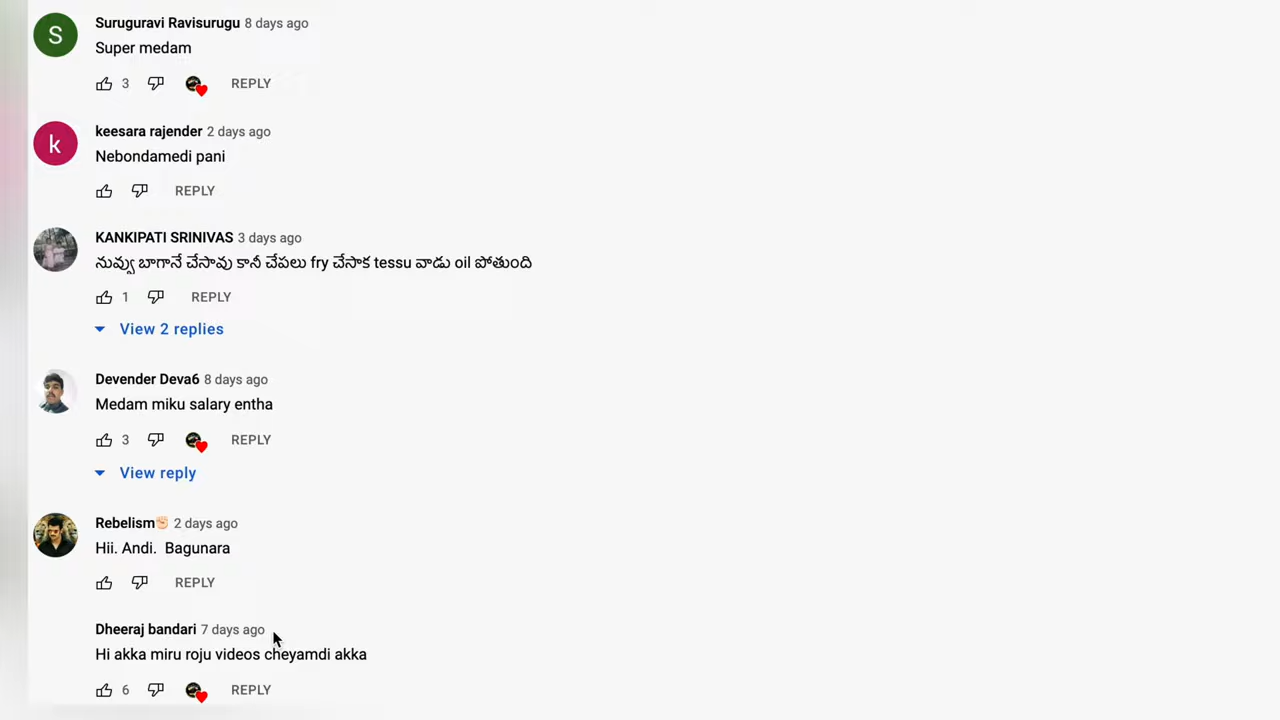 S
Suruguravi Ravisurugu 8 days ago
Super medam
3 REPLY
k
keesara rajender 2 days ago
Nebondamedi pani
REPLY
KANKIPATI SRINIVAS 3 days ago
నువ్వు బాగానే చేసావు కానీ చేపలు fry చేసాక tessu వాడు oil పోతుంది
1 REPLY
View 2 replies
Devender Deva6 8 days ago
Medam miku salary entha
3 REPLY
View reply
Rebelism✊🏻 2 days ago
Hii. Andi. Bagunara
REPLY
Dheeraj bandari 7 days ago
Hi akka miru roju videos cheyamdi akka
6 REPLY